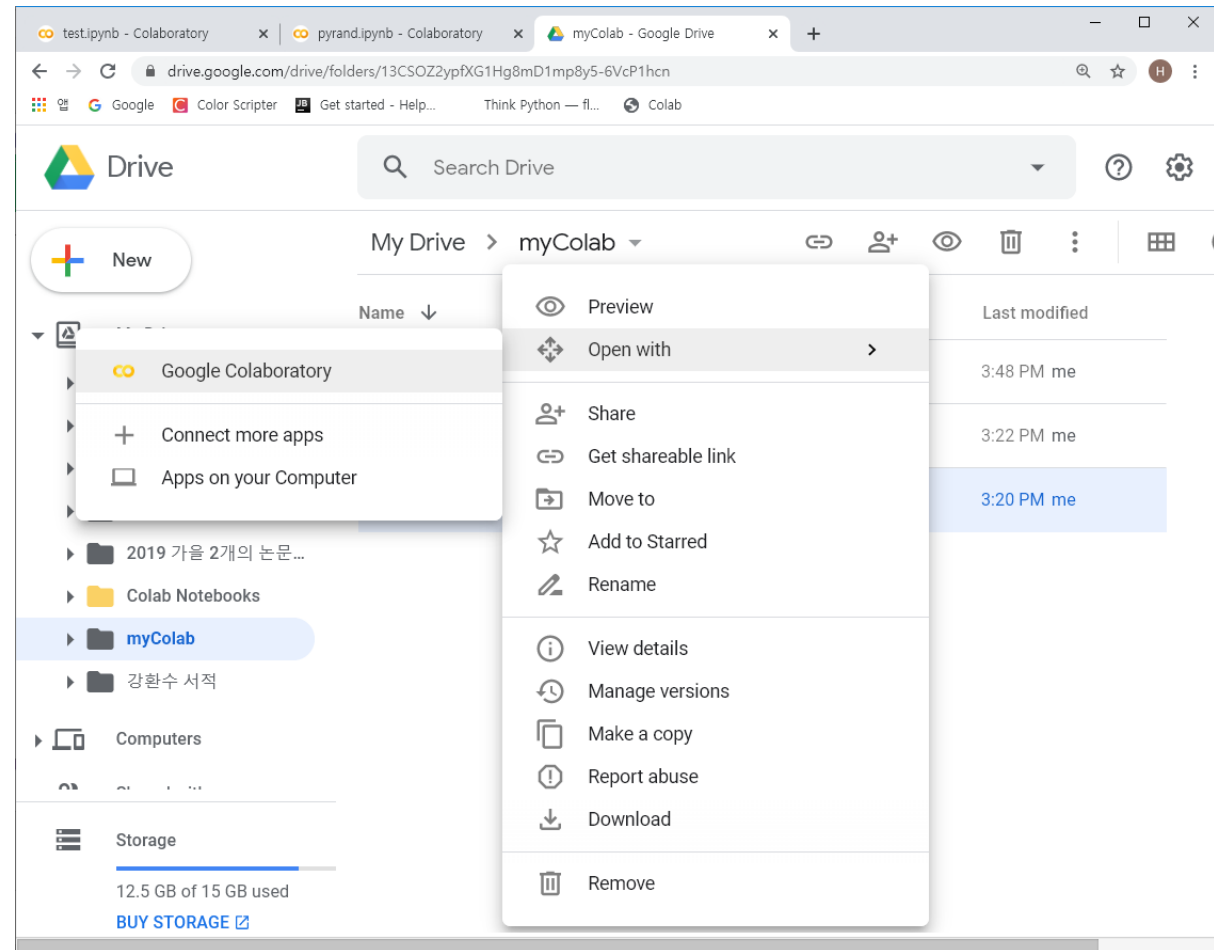 test.ipynb - Colaboratory
pyrand.ipynb - Colaboratory
myColab - Google Drive
drive.google.com/drive/folders/13CSOZ2ypfXG1Hg8mD1mp8y5-6VcP1hcn
H
앱
Google
Color Scripter
Get started - Help...
Think Python — fl...
Colab
Drive
Search Drive
New
My Drive > myColab
Name
Last modified
Preview
Open with
Google Colaboratory
Connect more apps
Apps on your Computer
3:48 PM me
3:22 PM me
3:20 PM me
Share
Get shareable link
Move to
Add to Starred
Rename
View details
Manage versions
Make a copy
Report abuse
Download
Remove
2019 가을 2개의 논문...
Colab Notebooks
myColab
강환수 서적
Computers
Storage
12.5 GB of 15 GB used
BUY STORAGE